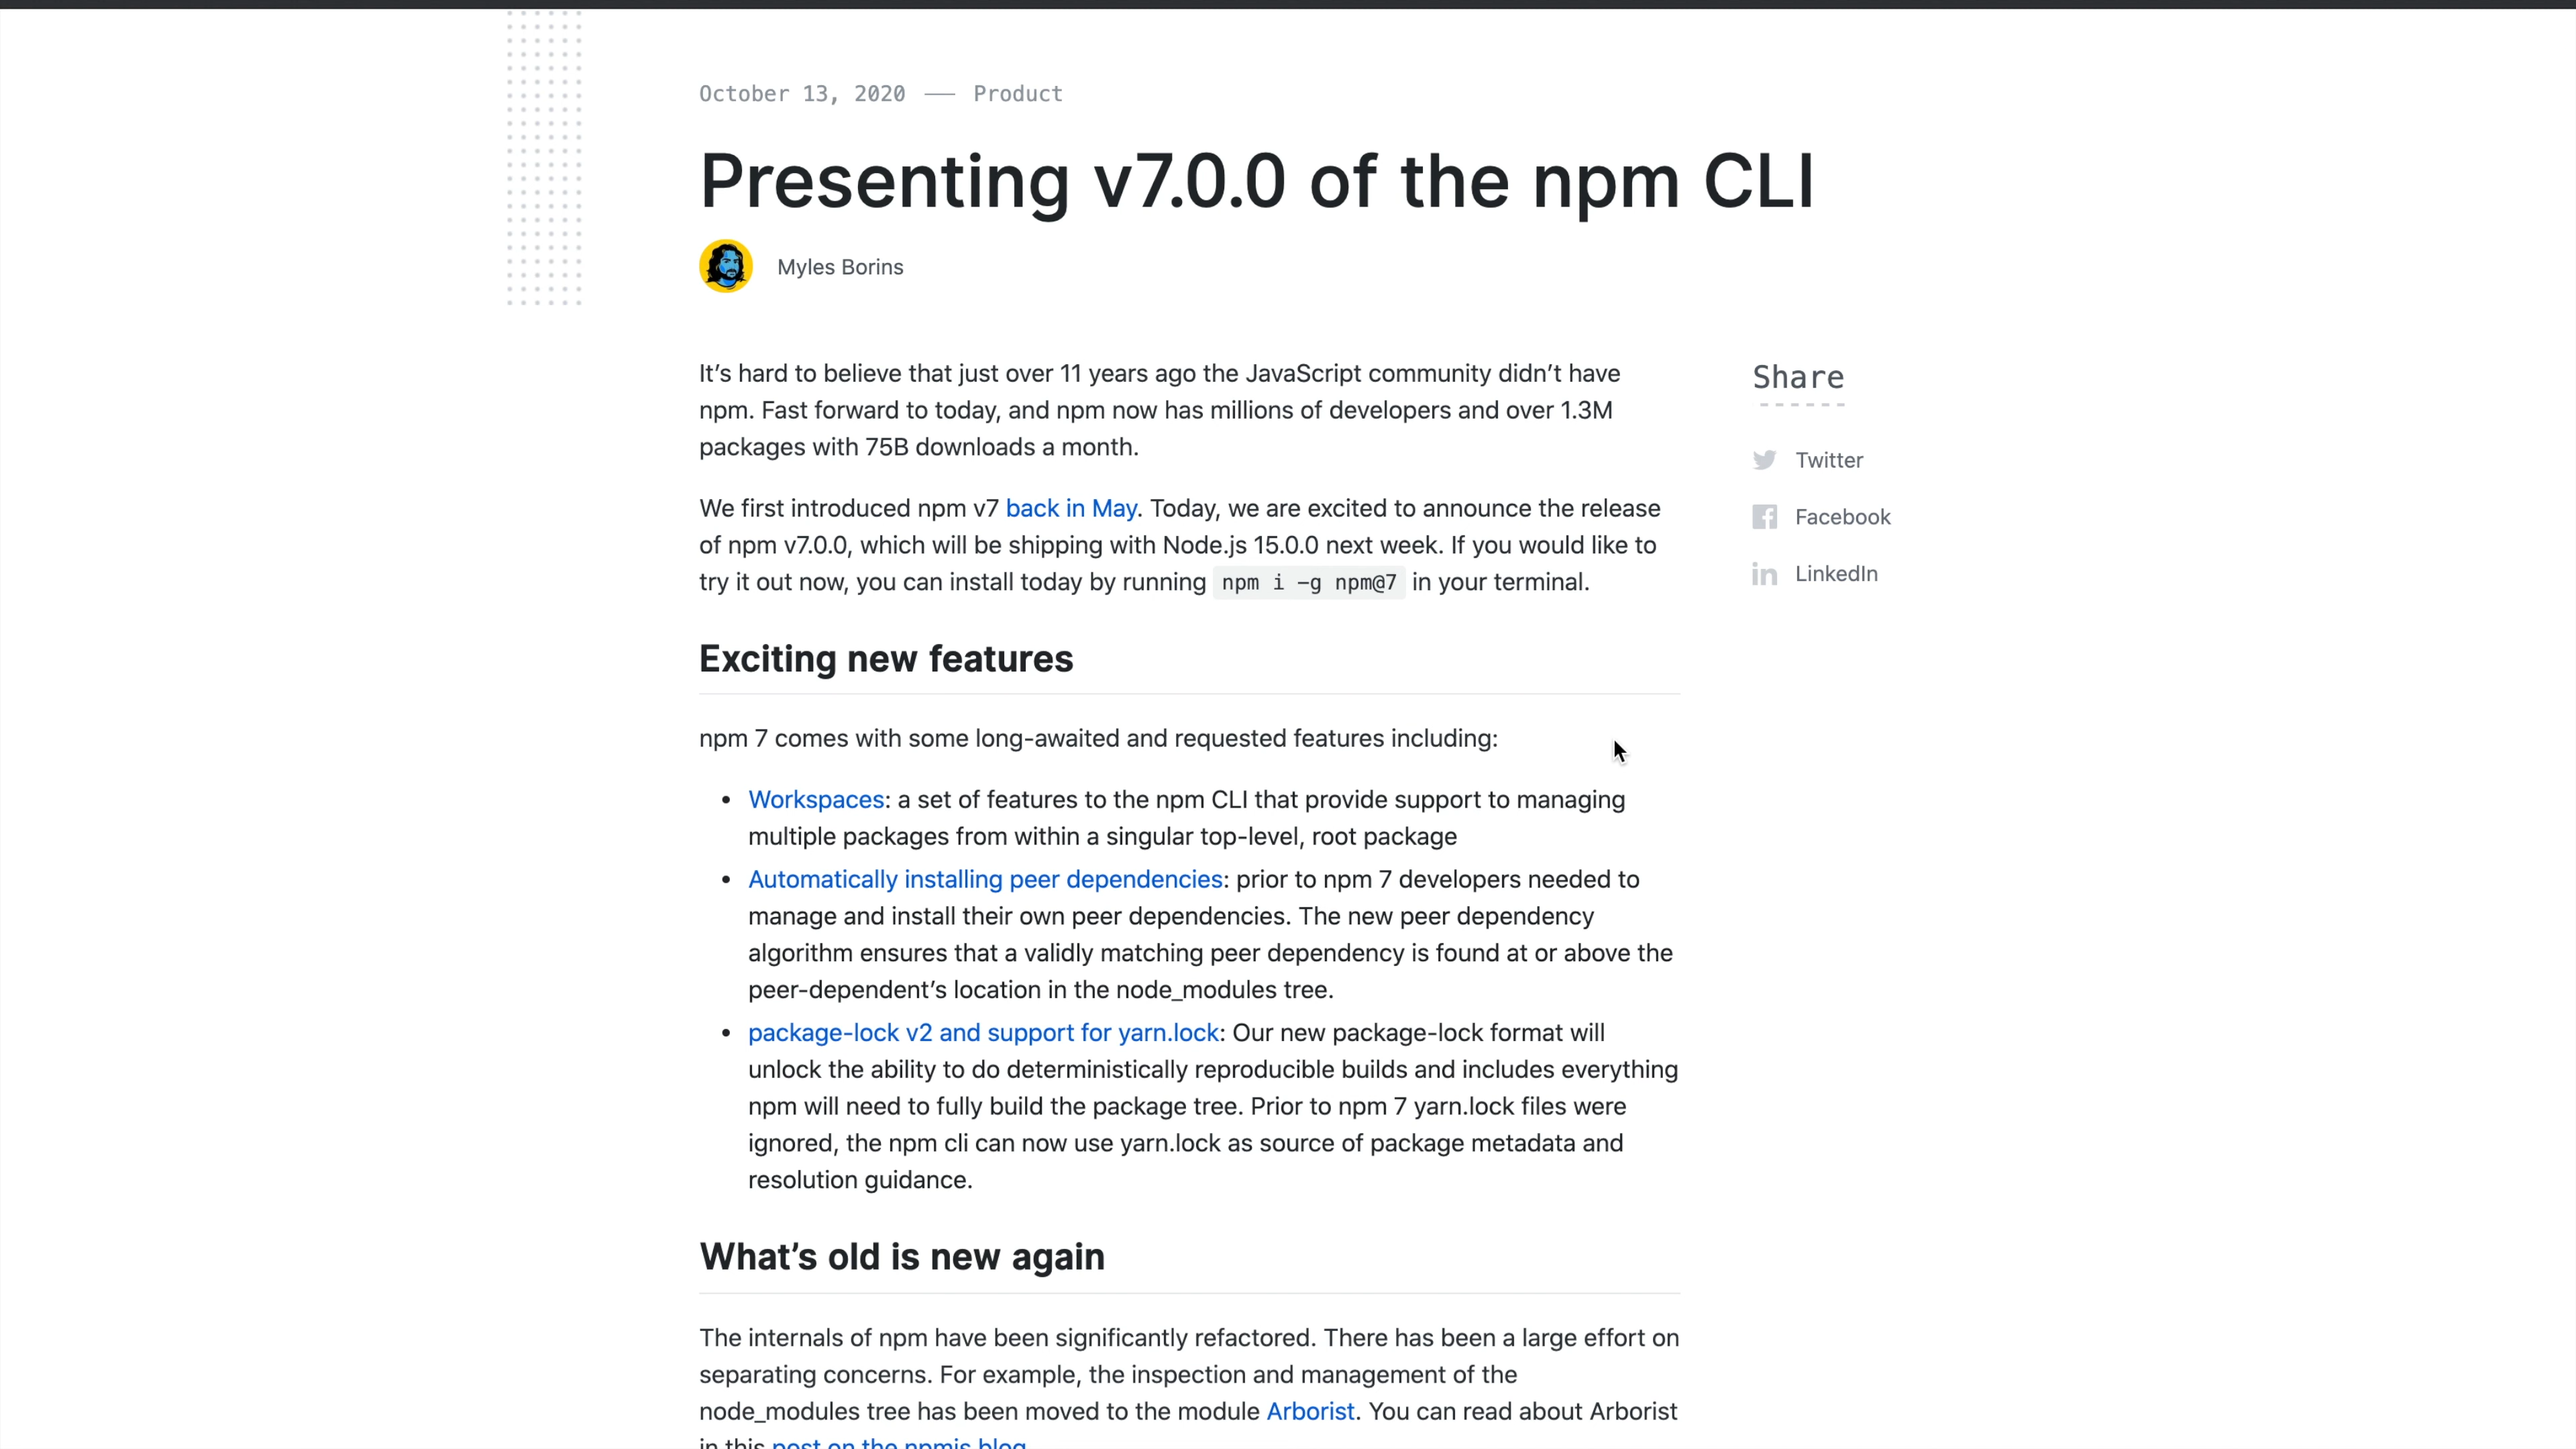 October 13, 2020 — Product
Presenting v7.0.0 of the npm CLI
Myles Borins
It’s hard to believe that just over 11 years ago the JavaScript community didn’t have
npm. Fast forward to today, and npm now has millions of developers and over 1.3M
packages with 75B downloads a month.
We first introduced npm v7 back in May. Today, we are excited to announce the release
of npm v7.0.0, which will be shipping with Node.js 15.0.0 next week. If you would like to
try it out now, you can install today by running npm i -g npm@7 in your terminal.
Share
Twitter
Facebook
LinkedIn
Exciting new features
npm 7 comes with some long-awaited and requested features including:
• Workspaces: a set of features to the npm CLI that provide support to managing
multiple packages from within a singular top-level, root package
• Automatically installing peer dependencies: prior to npm 7 developers needed to
manage and install their own peer dependencies. The new peer dependency
algorithm ensures that a validly matching peer dependency is found at or above the
peer-dependent’s location in the node_modules tree.
• package-lock v2 and support for yarn.lock: Our new package-lock format will
unlock the ability to do deterministically reproducible builds and includes everything
npm will need to fully build the package tree. Prior to npm 7 yarn.lock files were
ignored, the npm cli can now use yarn.lock as source of package metadata and
resolution guidance.
What’s old is new again
The internals of npm have been significantly refactored. There has been a large effort on
separating concerns. For example, the inspection and management of the
node_modules tree has been moved to the module Arborist. You can read about Arborist
in this post on the npmjs blog.